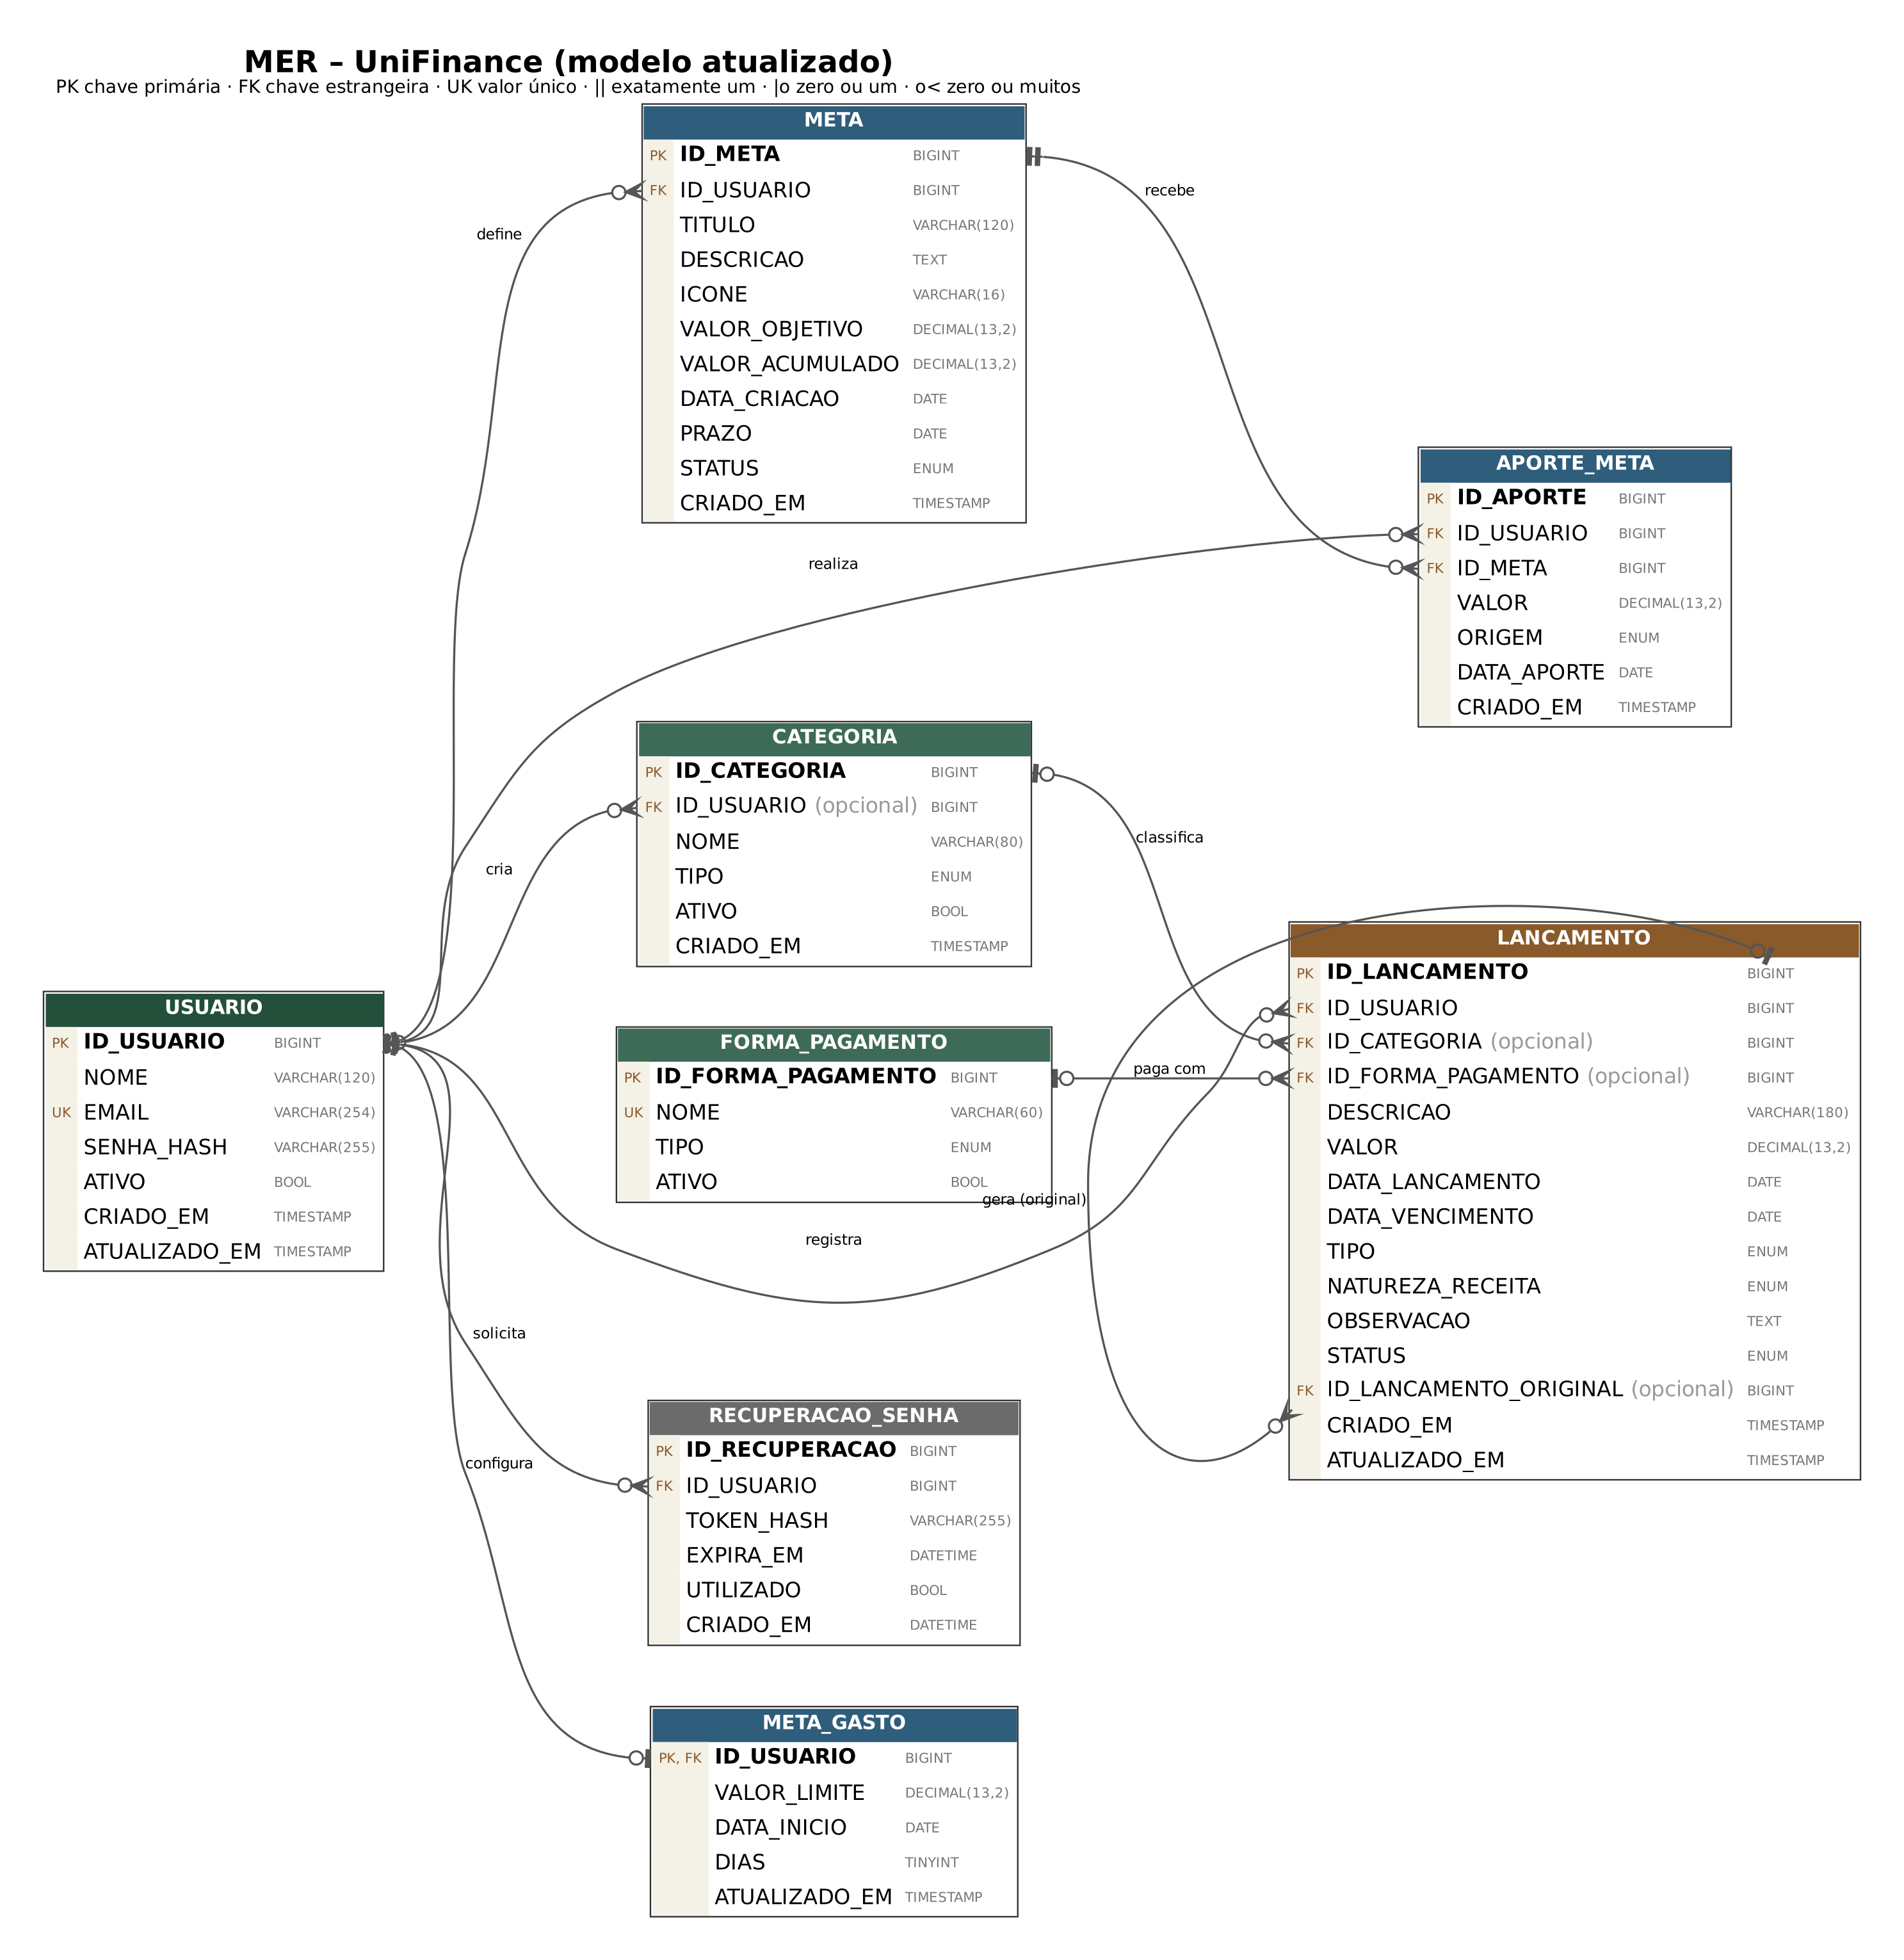 MER – UniFinance (modelo atualizado)
PK chave primária · FK chave estrangeira · UK valor único · || exatamente um · |o zero ou um · o< zero ou muitos
META
PK ID_META BIGINT
FK ID_USUARIO BIGINT
TITULO VARCHAR(120)
DESCRICAO TEXT
ICONE VARCHAR(16)
VALOR_OBJETIVO DECIMAL(13,2)
VALOR_ACUMULADO DECIMAL(13,2)
DATA_CRIACAO DATE
PRAZO DATE
STATUS ENUM
CRIADO_EM TIMESTAMP
define
recebe
realiza
APORTE_META
PK ID_APORTE BIGINT
FK ID_USUARIO BIGINT
FK ID_META BIGINT
VALOR DECIMAL(13,2)
ORIGEM ENUM
DATA_APORTE DATE
CRIADO_EM TIMESTAMP
CATEGORIA
PK ID_CATEGORIA BIGINT
FK ID_USUARIO (opcional) BIGINT
NOME VARCHAR(80)
TIPO ENUM
ATIVO BOOL
CRIADO_EM TIMESTAMP
cria
classifica
USUARIO
PK ID_USUARIO BIGINT
NOME VARCHAR(120)
UK EMAIL VARCHAR(254)
SENHA_HASH VARCHAR(255)
ATIVO BOOL
CRIADO_EM TIMESTAMP
ATUALIZADO_EM TIMESTAMP
FORMA_PAGAMENTO
PK ID_FORMA_PAGAMENTO BIGINT
UK NOME VARCHAR(60)
TIPO ENUM
ATIVO BOOL
paga com
gera (original)
registra
LANCAMENTO
PK ID_LANCAMENTO BIGINT
FK ID_USUARIO BIGINT
FK ID_CATEGORIA (opcional) BIGINT
FK ID_FORMA_PAGAMENTO (opcional) BIGINT
DESCRICAO VARCHAR(180)
VALOR DECIMAL(13,2)
DATA_LANCAMENTO DATE
DATA_VENCIMENTO DATE
TIPO ENUM
NATUREZA_RECEITA ENUM
OBSERVACAO TEXT
STATUS ENUM
FK ID_LANCAMENTO_ORIGINAL (opcional) BIGINT
CRIADO_EM TIMESTAMP
ATUALIZADO_EM TIMESTAMP
solicita
configura
RECUPERACAO_SENHA
PK ID_RECUPERACAO BIGINT
FK ID_USUARIO BIGINT
TOKEN_HASH VARCHAR(255)
EXPIRA_EM DATETIME
UTILIZADO BOOL
CRIADO_EM DATETIME
META_GASTO
PK, FK ID_USUARIO BIGINT
VALOR_LIMITE DECIMAL(13,2)
DATA_INICIO DATE
DIAS TINYINT
ATUALIZADO_EM TIMESTAMP